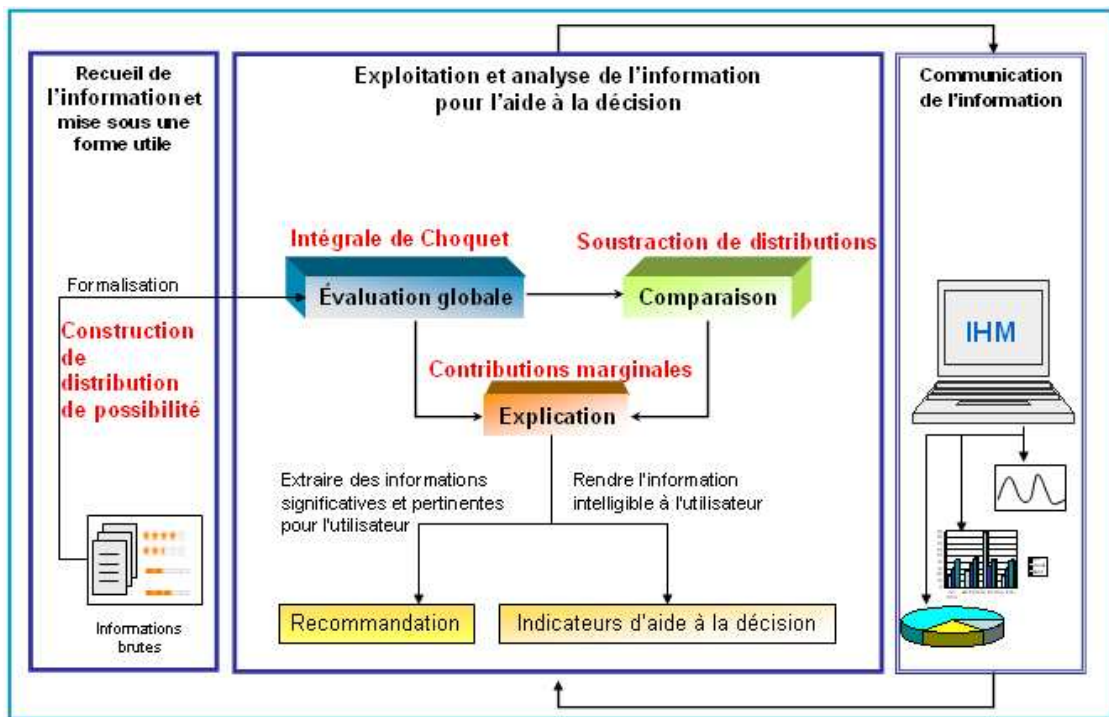 Recueil de
l'information et
mise sous une
forme utile
Formalisation
Construction
de
distribution
de possibilité
Informations
brutes
Exploitation et analyse de l'information
pour l'aide à la décision
Intégrale de Choquet
Soustraction de distributions
Évaluation globale
Comparaison
Contributions marginales
Explication
Extraire des informations
significatives et pertinentes
pour l'utilisateur
Rendre l'information
intelligible à l'utilisateur
Recommandation
Indicateurs d'aide à la décision
Communication
de l'information
IHM